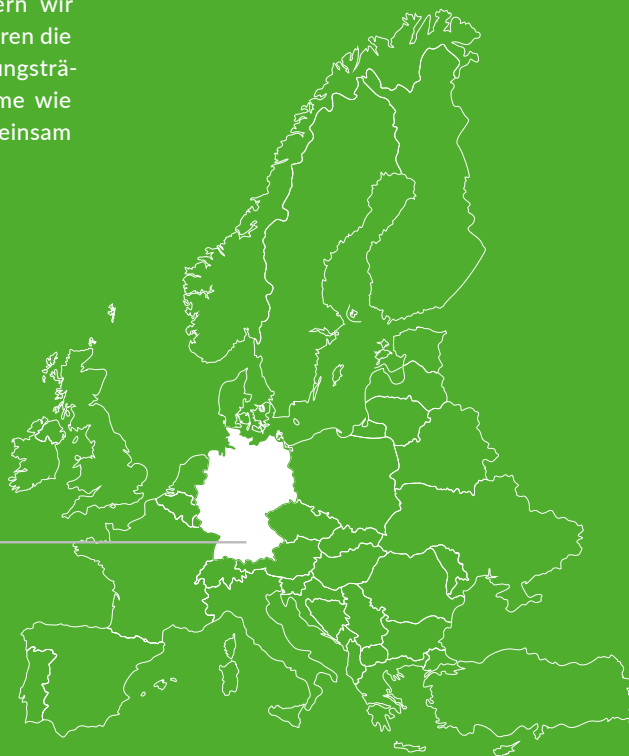 ern wir
ren die
ungsträ-
me wie
einsam